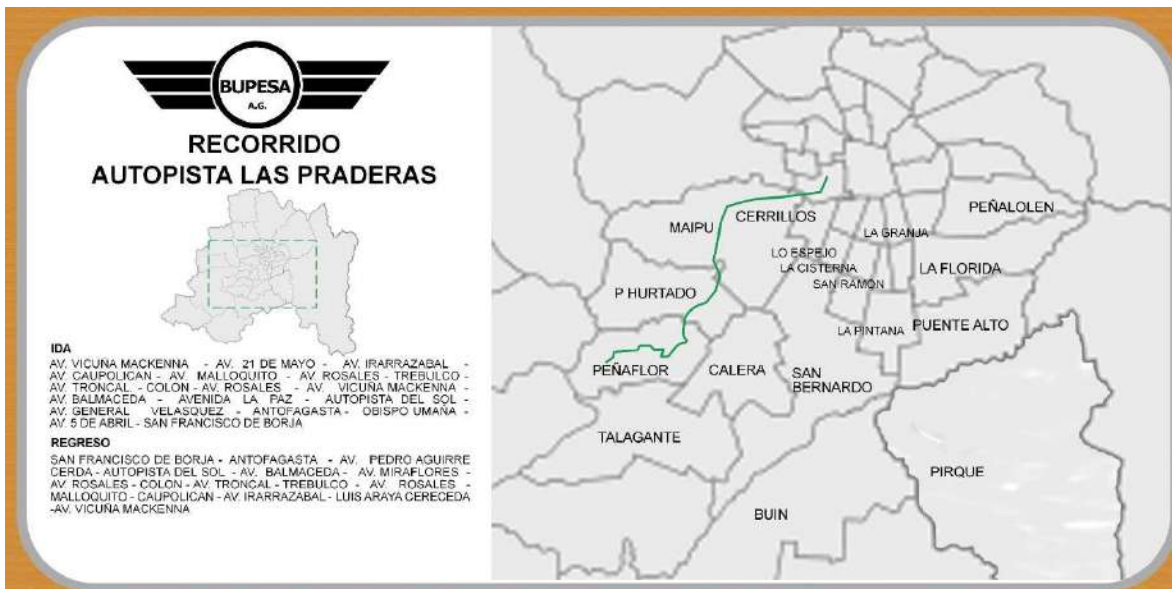 BUPESA
A.G.
RECORRIDO
AUTOPISTA LAS PRADERAS
IDA
AV. VICUÑA MACKENNA - AV. 21 DE MAYO - AV. IRARRAZABAL -
AV. CAUPOLICAN - AV. MALLOQUITO - AV. ROSALES - TREBULCO -
AV. TRONCAL - COLON - AV. ROSALES - AV. VICUÑA MACKENNA -
AV. BALMACEDA - AVENIDA LA PAZ - AUTOPISTA DEL SOL -
AV. GENERAL VELASQUEZ - ANTOFAGASTA - OBISPO UMAÑA -
AV. 5 DE ABRIL - SAN FRANCISCO DE BORJA
REGRESO
SAN FRANCISCO DE BORJA - ANTOFAGASTA - AV. PEDRO AGUIRRE
CERDA - AUTOPISTA DEL SOL - AV. BALMACEDA - AV. MIRAFLORES -
AV. ROSALES - COLON - AV. TRONCAL - TREBULCO - AV. ROSALES -
MALLOQUITO - CAUPOLICAN - AV. IRARRAZABAL - LUIS ARAYA CERECEDA
-AV. VICUÑA MACKENNA
PEÑALOLEN
MAIPU
CERRILLOS
LA GRANJA
LO ESPEJO
LA CISTERNA
LA FLORIDA
SAN RAMÓN
P HURTADO
LA PINTANA
PUENTE ALTO
PEÑAFLOR
CALERA
SAN
BERNARDO
TALAGANTE
PIRQUE
BUIN